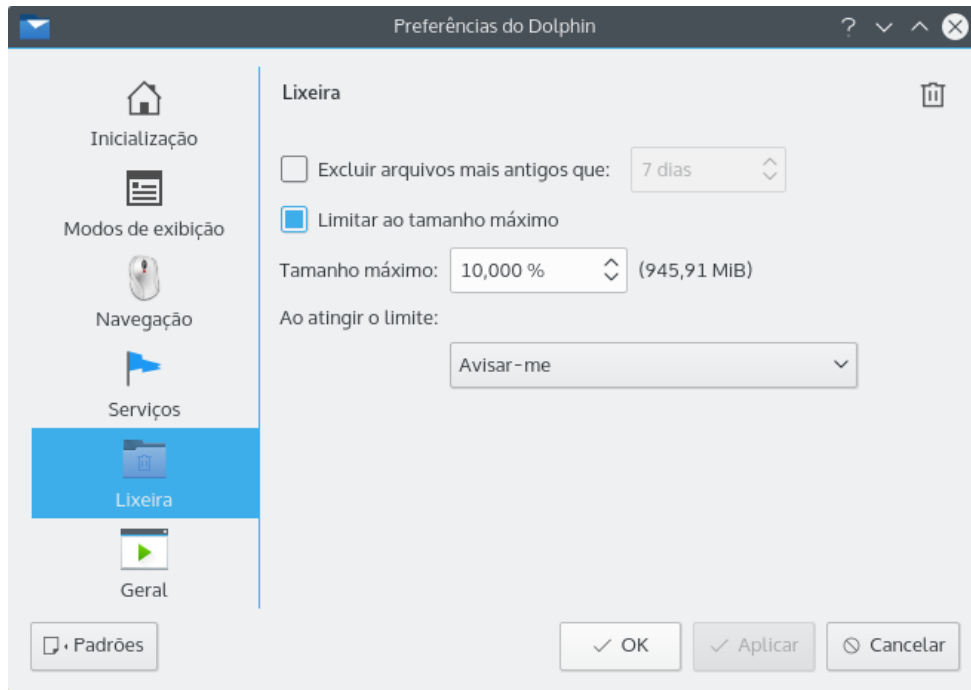 Preferências do Dolphin
Inicialização
Modos de exibição
Navegação
Serviços
Lixeira
Geral
Lixeira
Excluir arquivos mais antigos que: 7 dias
Limitar ao tamanho máximo
Tamanho máximo: 10,000 % (945,91 MiB)
Ao atingir o limite:
Avisar-me
Padrões OK Aplicar Cancelar